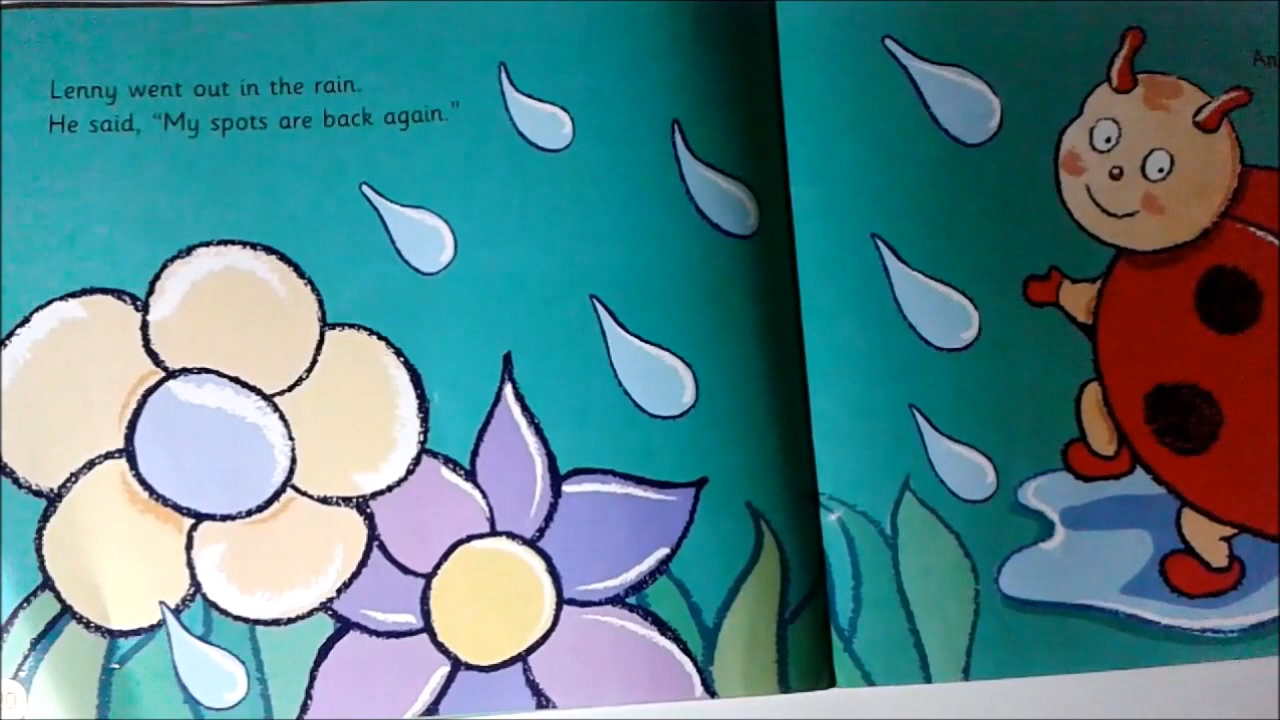 Lenny went out in the rain.
He said, “My spots are back again.”